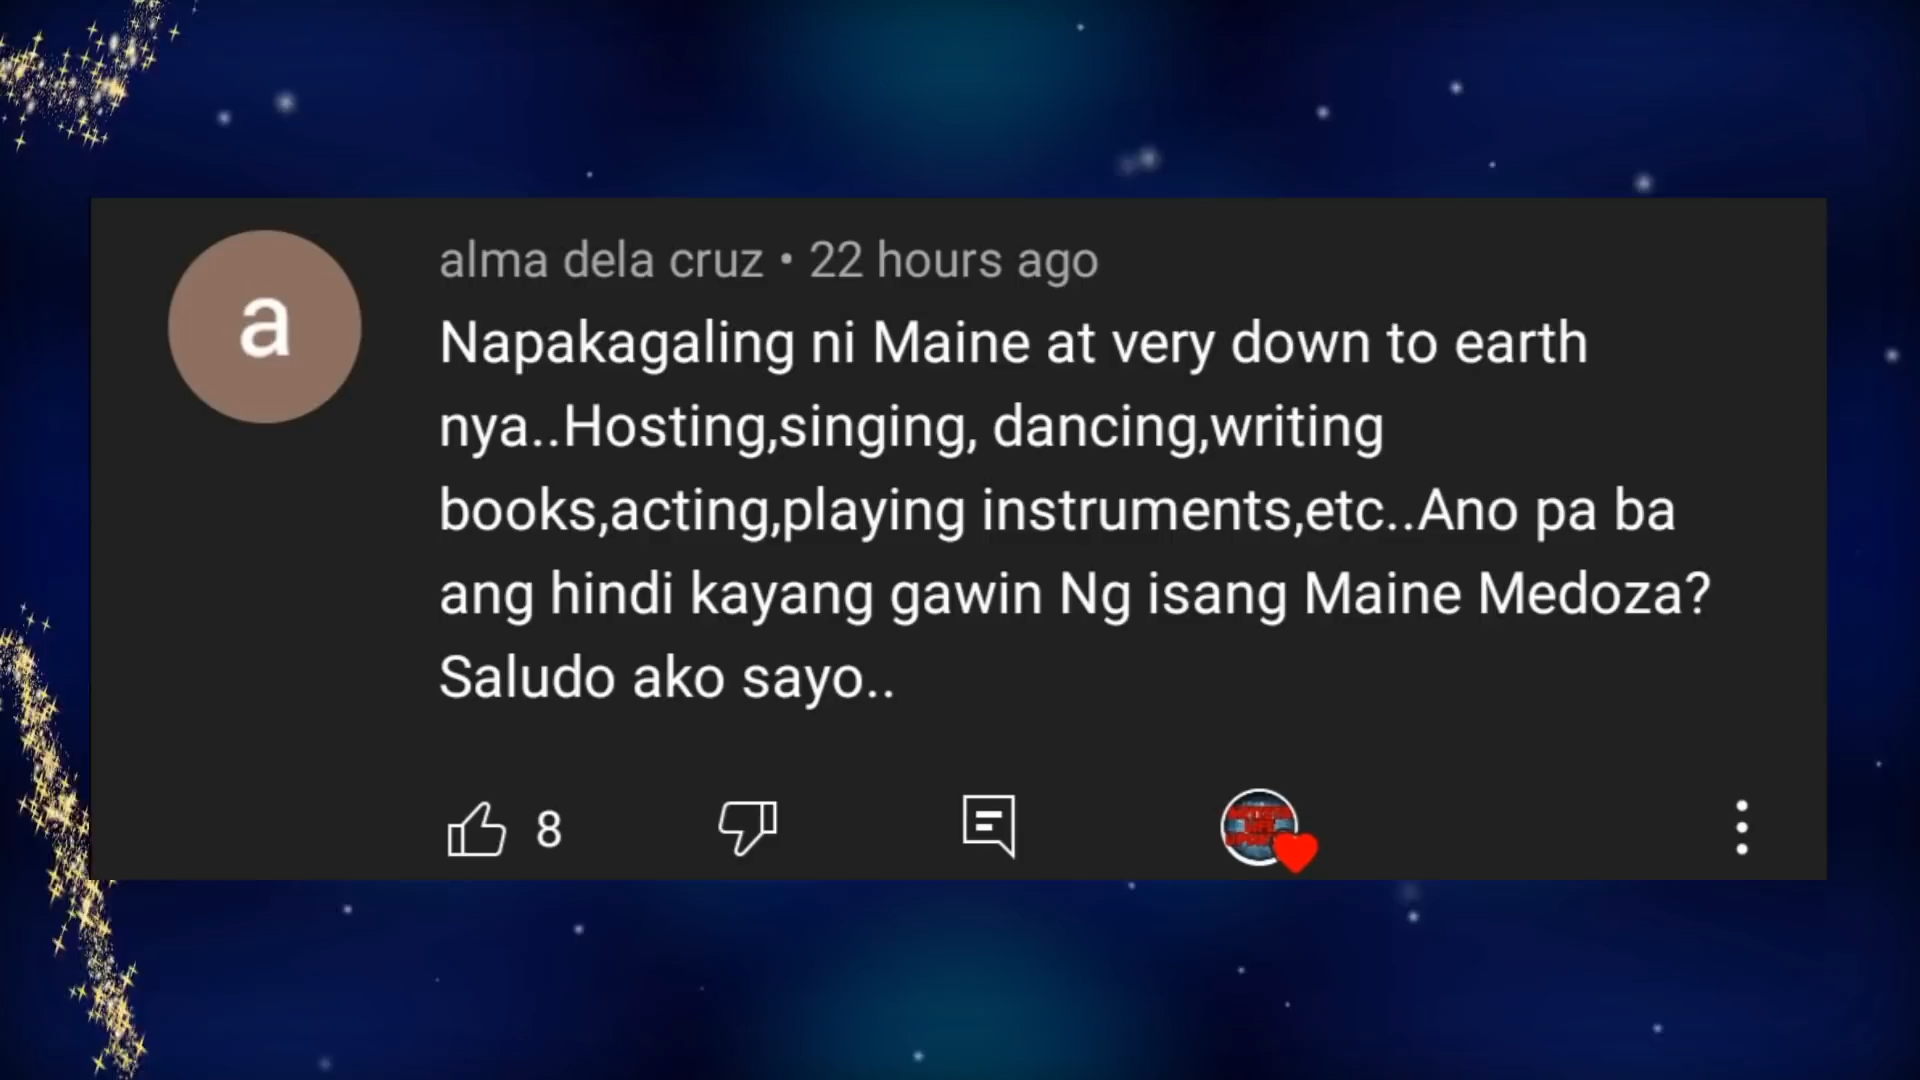 a
alma dela cruz • 22 hours ago
Napakagaling ni Maine at very down to earth
nya..Hosting,singing, dancing,writing
books,acting,playing instruments,etc..Ano pa ba
ang hindi kayang gawin Ng isang Maine Medoza?
Saludo ako sayo..
8